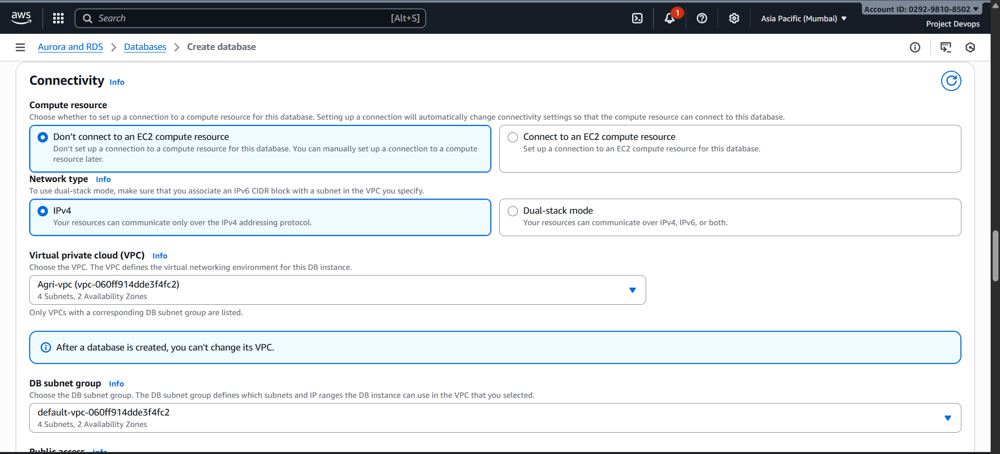 aws
Search
[Alt+S]
1
Asia Pacific (Mumbai)
Account ID: 0292-9810-8502
Project Devops
Aurora and RDS
Databases
Create database
Connectivity Info
Compute resource
Choose whether to set up a connection to a compute resource for this database. Setting up a connection will automatically change connectivity settings so that the compute resource can connect to this database.
Don’t connect to an EC2 compute resource
Don’t set up a connection to a compute resource for this database. You can manually set up a connection to a compute
resource later.
Connect to an EC2 compute resource
Set up a connection to an EC2 compute resource for this database.
Network type Info
To use dual-stack mode, make sure that you associate an IPv6 CIDR block with a subnet in the VPC you specify.
IPv4
Your resources can communicate only over the IPv4 addressing protocol.
Dual-stack mode
Your resources can communicate over IPv4, IPv6, or both.
Virtual private cloud (VPC) Info
Choose the VPC. The VPC defines the virtual networking environment for this DB instance.
Agri-vpc (vpc-060ff914dde3f4fc2)
4 Subnets, 2 Availability Zones
Only VPCs with a corresponding DB subnet group are listed.
After a database is created, you can't change its VPC.
DB subnet group Info
Choose the DB subnet group. The DB subnet group defines which subnets and IP ranges the DB instance can use in the VPC that you selected.
default-vpc-060ff914dde3f4fc2
4 Subnets, 2 Availability Zones
Public access Info